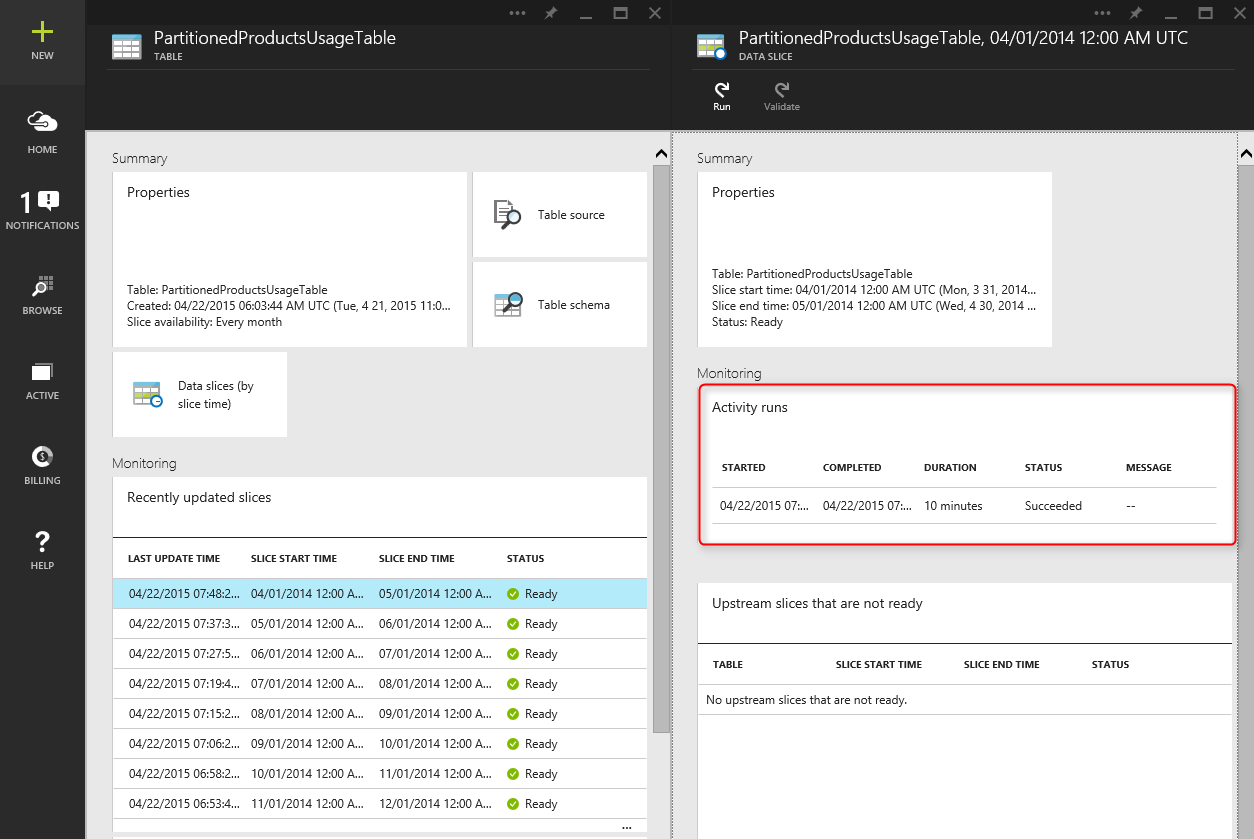 NEW
HOME
1
NOTIFICATIONS
BROWSE
ACTIVE
BILLING
HELP
PartitionedProductsUsageTable
TABLE
Summary
Properties
Table: PartitionedProductsUsageTable
Created: 04/22/2015 06:03:44 AM UTC (Tue, 4 21, 2015 11:0...
Slice availability: Every month
Table source
Table schema
Data slices (by
slice time)
Monitoring
Recently updated slices
LAST UPDATE TIME SLICE START TIME SLICE END TIME STATUS
04/22/2015 07:48:2... 04/01/2014 12:00 A... 05/01/2014 12:00 A... Ready
04/22/2015 07:37:3... 05/01/2014 12:00 A... 06/01/2014 12:00 A... Ready
04/22/2015 07:27:5... 06/01/2014 12:00 A... 07/01/2014 12:00 A... Ready
04/22/2015 07:19:4... 07/01/2014 12:00 A... 08/01/2014 12:00 A... Ready
04/22/2015 07:15:2... 08/01/2014 12:00 A... 09/01/2014 12:00 A... Ready
04/22/2015 07:06:2... 09/01/2014 12:00 A... 10/01/2014 12:00 A... Ready
04/22/2015 06:58:2... 10/01/2014 12:00 A... 11/01/2014 12:00 A... Ready
04/22/2015 06:53:4... 11/01/2014 12:00 A... 12/01/2014 12:00 A... Ready
...
PartitionedProductsUsageTable, 04/01/2014 12:00 AM UTC
DATA SLICE
Run Validate
Summary
Properties
Table: PartitionedProductsUsageTable
Slice start time: 04/01/2014 12:00 AM UTC (Mon, 3 31, 2014...
Slice end time: 05/01/2014 12:00 AM UTC (Wed, 4 30, 2014 ...
Status: Ready
Monitoring
Activity runs
STARTED COMPLETED DURATION STATUS MESSAGE
04/22/2015 07:... 04/22/2015 07:... 10 minutes Succeeded --
Upstream slices that are not ready
TABLE SLICE START TIME SLICE END TIME STATUS
No upstream slices that are not ready.